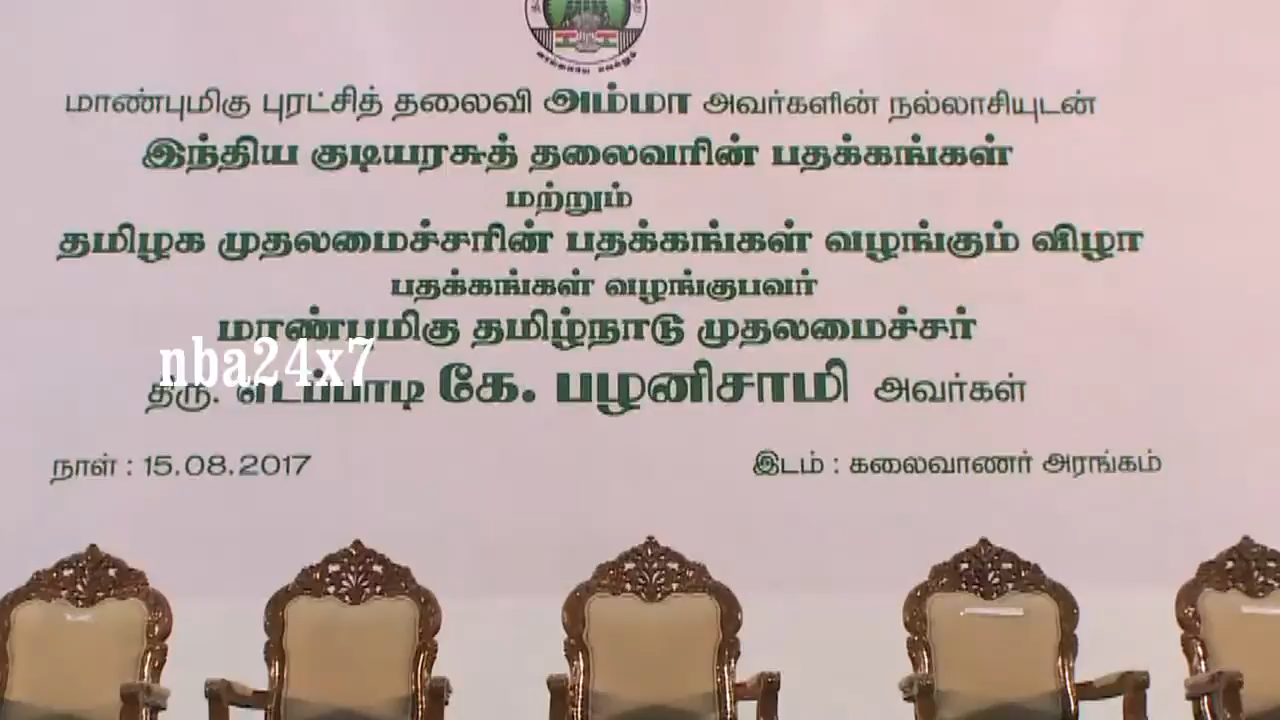 வாய்மையே வெல்லும்
மாண்புமிகு புரட்சித் தலைவி அம்மா அவர்களின் நல்லாசியுடன்
இந்திய குடியரசுத் தலைவரின் பதக்கங்கள்
மற்றும்
தமிழக முதலமைச்சரின் பதக்கங்கள் வழங்கும் விழா
பதக்கங்கள் வழங்குபவர்
மாண்புமிகு தமிழ்நாடு முதலமைச்சர்
nba24x7
திரு. எடப்பாடி கே. பழனிசாமி அவர்கள்
நாள் : 15.08.2017
இடம் : கலைவாணர் அரங்கம்